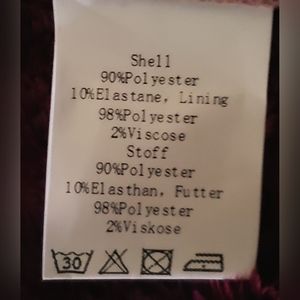 Shell
90%Polyester
10%Elastane, Lining
98%Polyester
2%Viscose
Stoff
90%Polyester
10%Elasthan, Futter
98%Polyester
2%Viskose
30